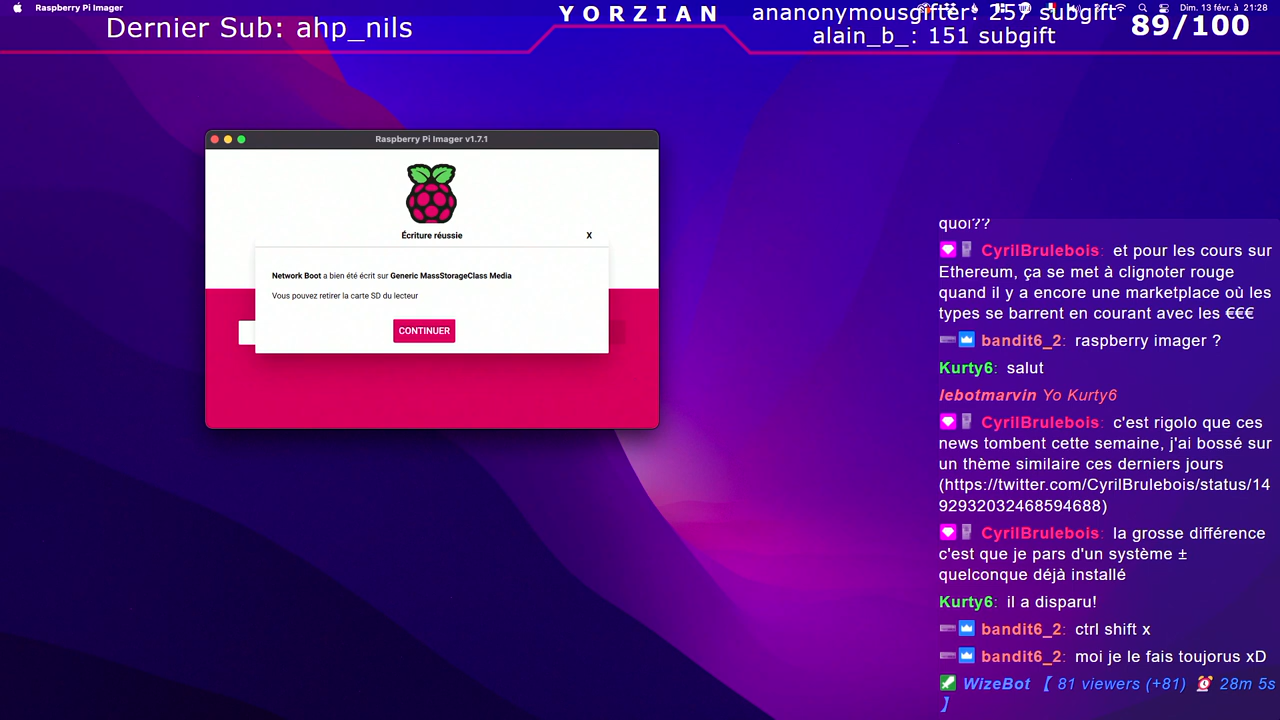 Raspberry Pi Imager
Dim. 13 févr. à 21:28
Dernier Sub: ahp_nils
YORZIAN
ananonymousgifter: 257 subgift
alain_b_: 151 subgift
89/100
Raspberry Pi Imager v1.7.1
Écriture réussie
X
Network Boot a bien été écrit sur Generic MassStorageClass Media
Vous pouvez retirer la carte SD du lecteur
CONTINUER
quoi??
CyrilBrulebois: et pour les cours sur
Ethereum, ça se met à clignoter rouge
quand il y a encore une marketplace où les
types se barrent en courant avec les €€€
bandit6_2: raspberry imager ?
Kurty6: salut
lebotmarvin Yo Kurty6
CyrilBrulebois: c'est rigolo que ces
news tombent cette semaine, j'ai bossé sur
un thème similaire ces derniers jours
(https://twitter.com/CyrilBrulebois/status/14
92932032468594688)
CyrilBrulebois: la grosse différence
c'est que je pars d'un système ±
quelconque déjà installé
Kurty6: il a disparu!
bandit6_2: ctrl shift x
bandit6_2: moi je le fais toujorus xD
WizeBot 【 81 viewers (+81) ⏰ 28m 5s
】